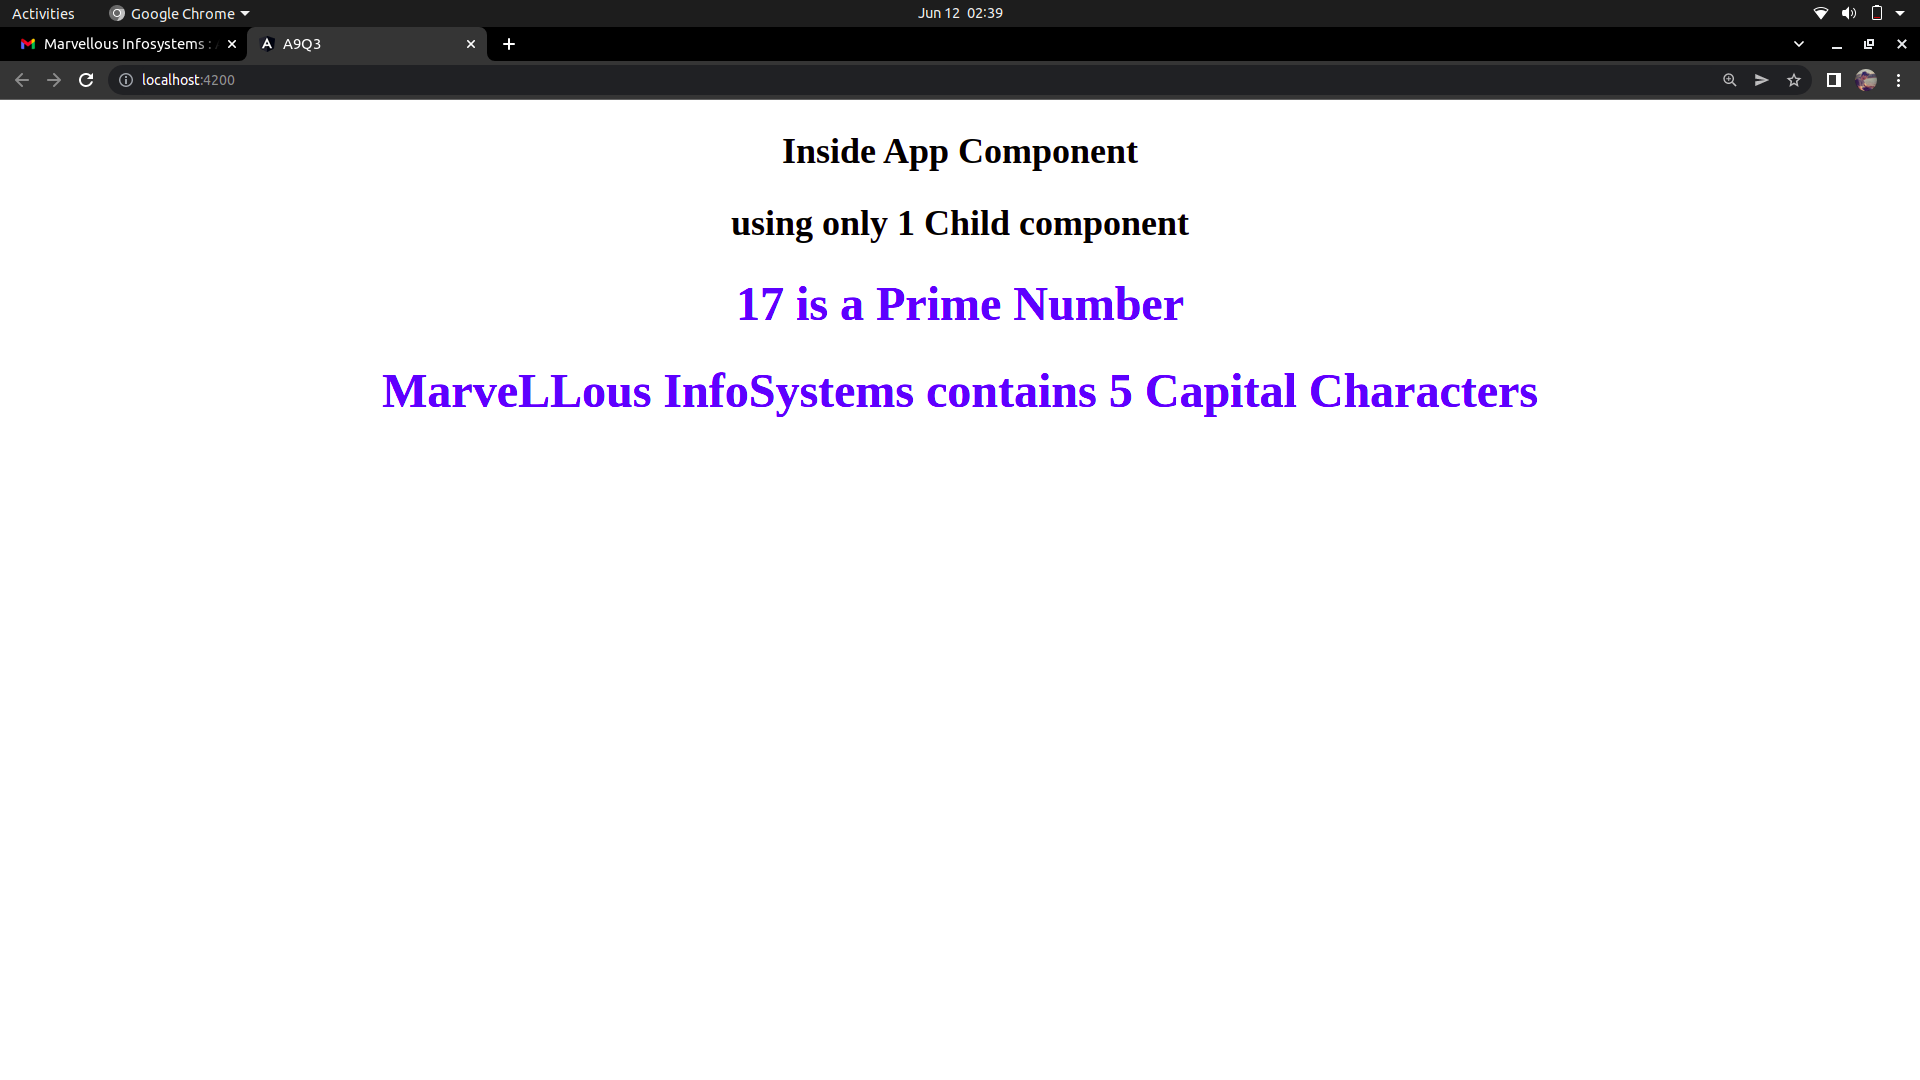 Activities
Google Chrome
Jun 12 02:39
Marvellous Infosystems :
A9Q3
localhost:4200
Inside App Component
using only 1 Child component
17 is a Prime Number
MarveLLous InfoSystems contains 5 Capital Characters